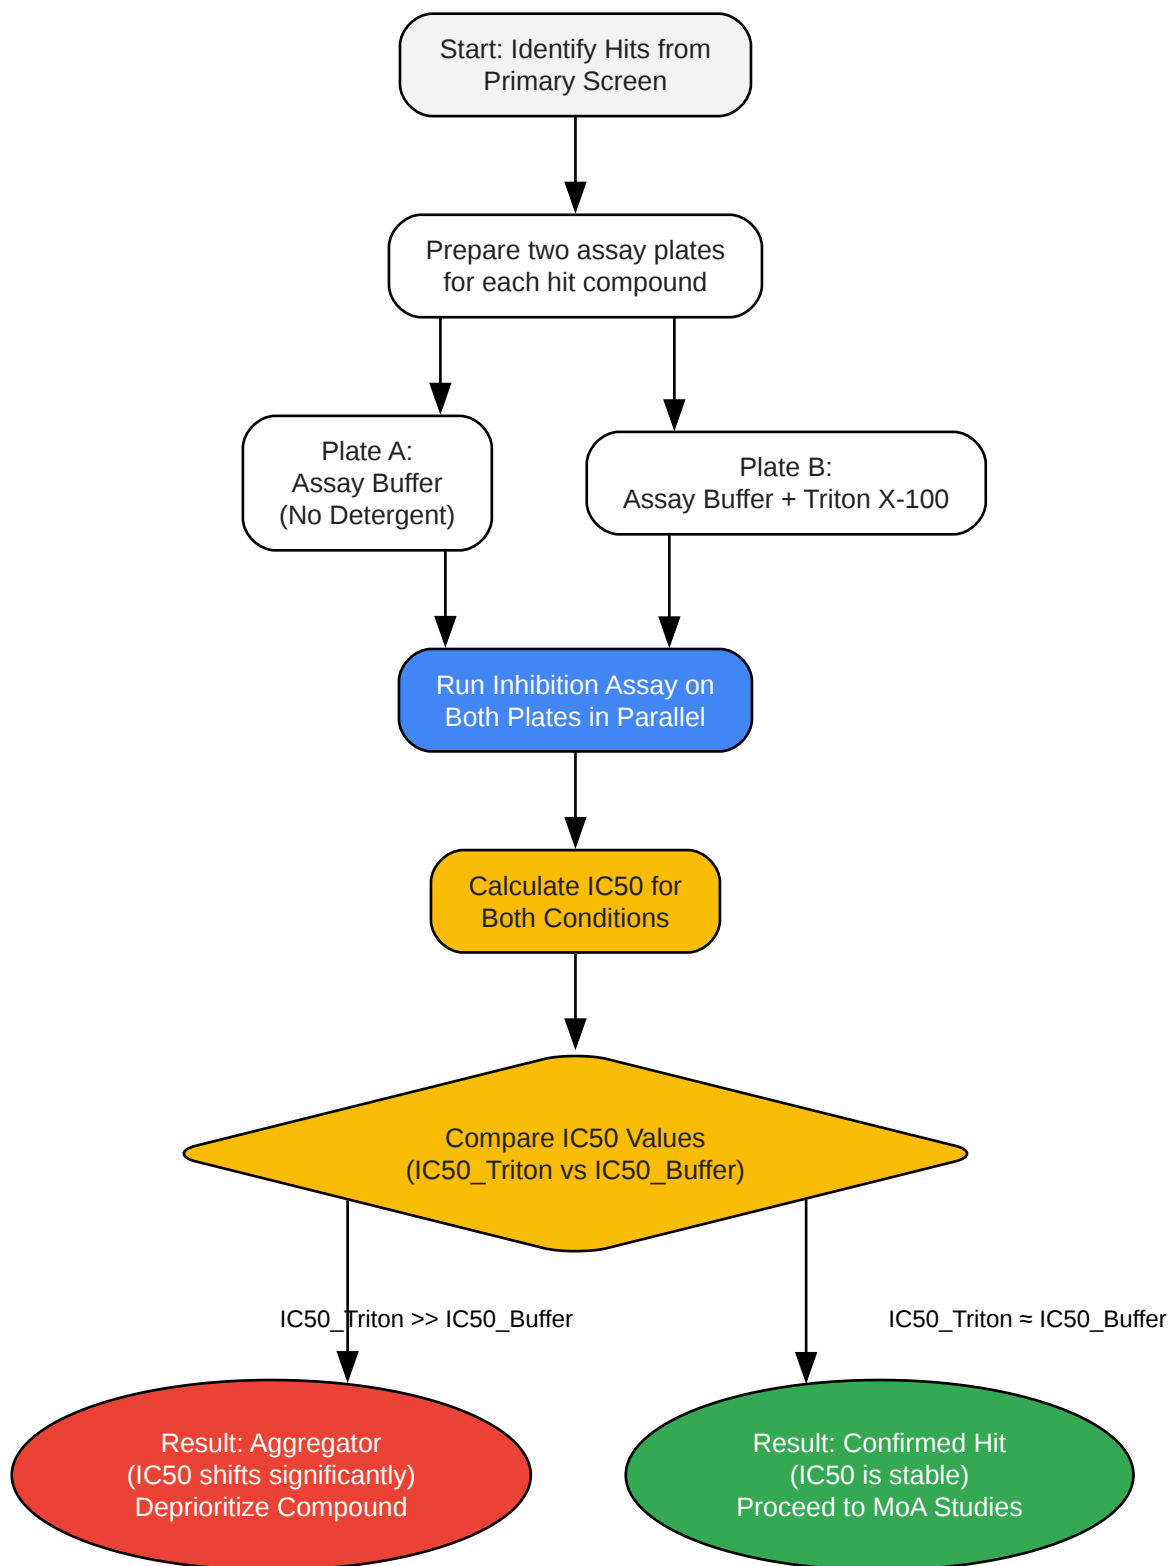 Start: Identify Hits from
Primary Screen
Prepare two assay plates
for each hit compound
Plate A:
Assay Buffer
(No Detergent)
Plate B:
Assay Buffer + Triton X-100
Run Inhibition Assay on
Both Plates in Parallel
Calculate IC50 for
Both Conditions
Compare IC50 Values
(IC50_Triton vs IC50_Buffer)
IC50_Triton >> IC50_Buffer
IC50_Triton ≈ IC50_Buffer
Result: Aggregator
(IC50 shifts significantly)
Deprioritize Compound
Result: Confirmed Hit
(IC50 is stable)
Proceed to MoA Studies